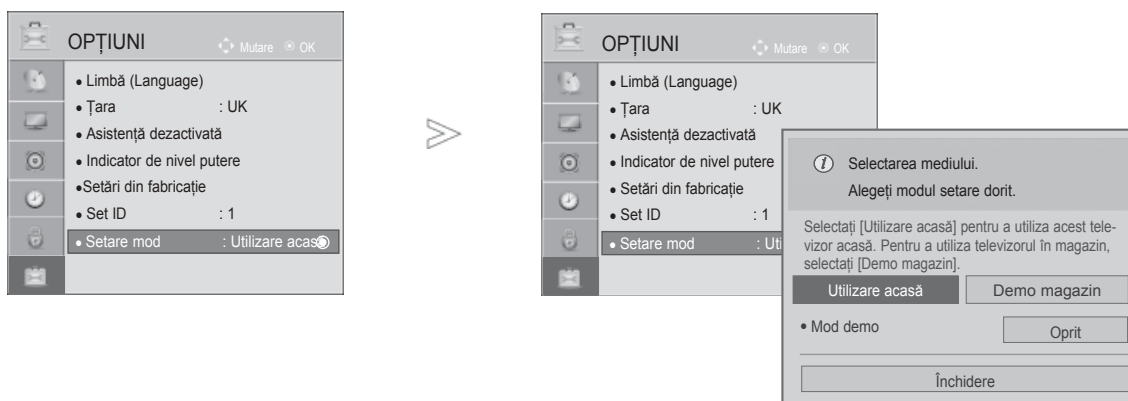 OPȚIUNI
Mutare OK
• Limbă (Language)
• Țara : UK
• Asistență dezactivată
• Indicator de nivel putere
•Setări din fabricație
• Set ID : 1
• Setare mod : Utilizare acasă
OPȚIUNI
Mutare OK
• Limbă (Language)
• Țara : UK
• Asistență dezactivată
• Indicator de nivel putere
• Setări din fabricație
• Set ID : 1
• Setare mod : Uti
Selectarea mediului.
Alegeți modul setare dorit.
Selectați [Utilizare acasă] pentru a utiliza acest tele-
vizor acasă. Pentru a utiliza televizorul în magazin,
selectați [Demo magazin].
Utilizare acasă Demo magazin
• Mod demo Oprit
Închidere